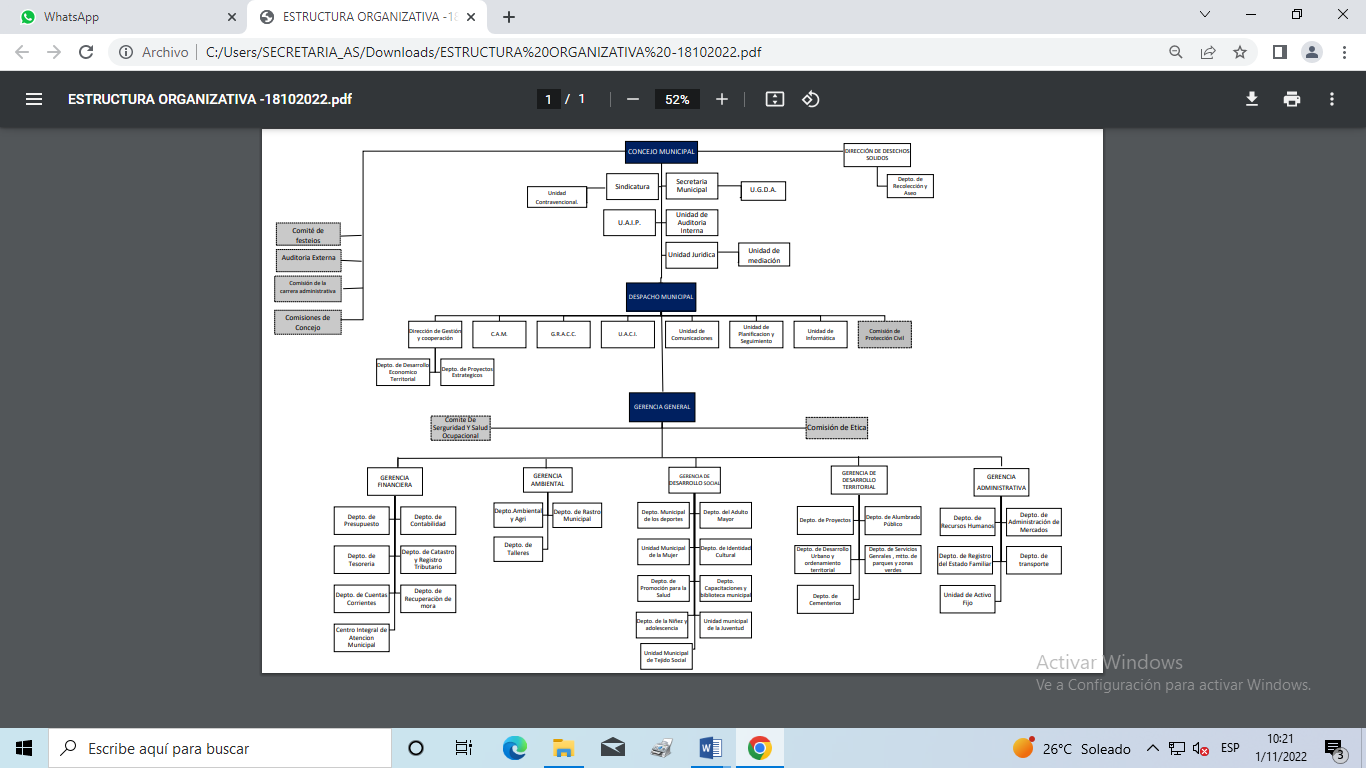 WhatsApp
ESTRUCTURA ORGANIZATIVA -18
Archivo
C:/Users/SECRETARIA_AS/Downloads/ESTRUCTURA%20ORGANIZATIVA%20-18102022.pdf
ESTRUCTURA ORGANIZATIVA -18102022.pdf
1 / 1
52%
CONCEJO MUNICIPAL
DIRECCIÓN DE DESECHOS
SOLIDOS
Depto. de
Recolección y
Aseo
Sindicatura
Secretaria
Municipal
Unidad
Contravencional.
U.G.D.A.
U.A.I.P.
Unidad de
Auditoria
Interna
Unidad Juridica
Unidad de
mediación
Comité de
festeios
Auditoria Externa
Comisión de la
carrera administrativa
Comisiones de
Concejo
DESPACHO MUNICIPAL
Dirección de Gestión
y cooperación
C.A.M.
G.R.A.C.C.
U.A.C.I.
Unidad de
Comunicaciones
Unidad de
Planificacion y
Seguimiento
Unidad de
Informática
Comisión de
Protección Civil
Depto. de Desarrollo
Economico
Territorial
Depto. de Proyectos
Estrategicos
GERENCIA GENERAL
Comite De
Serguridad Y Salud
Ocupacional
Comisión de Etica
GERENCIA
FINANCIERA
GERENCIA
AMBIENTAL
GERENCIA DE
DESARROLLO SOCIAL
GERENCIA DE
DESARROLLO
TERRITORIAL
GERENCIA
ADMINISTRATIVA
Depto. de
Presupuesto
Depto. de
Contabilidad
Depto. de
Tesoreria
Depto. de Catastro
y Registro
Tributario
Depto. de Cuentas
Corrientes
Depto. de
Recuperación de
mora
Centro Integral de
Atencion
Municipal
Depto.Ambiental
y Agri
Depto. de Rastro
Municipal
Depto. de
Talleres
Depto. Municipal
de los deportes
Depto. del Adulto
Mayor
Unidad Municipal
de la Mujer
Depto. de Identidad
Cultural
Depto. de
Promoción para la
Salud
Depto.
Capacitaciones y
biblioteca municipal
Depto. de la Niñez y
adolescencia
Unidad municipal
de la Juventud
Unidad Municipal
de Tejido Social
Depto. de Proyectos
Depto. de Alumbrado
Público
Depto. de Desarrollo
Urbano y
ordenamiento
territorial
Depto. de Servicios
Genrales , mtto. de
parques y zonas
verdes
Depto. de
Cementerios
Depto. de
Recursos Humanos
Depto. de
Administración de
Mercados
Depto. de Registro
del Estado Familiar
Depto. de
transporte
Unidad de Activo
Fijo
Activar Windows
Ve a Configuración para activar Windows.
Escribe aquí para buscar
26°C Soleado
ESP
10:21
1/11/2022
3